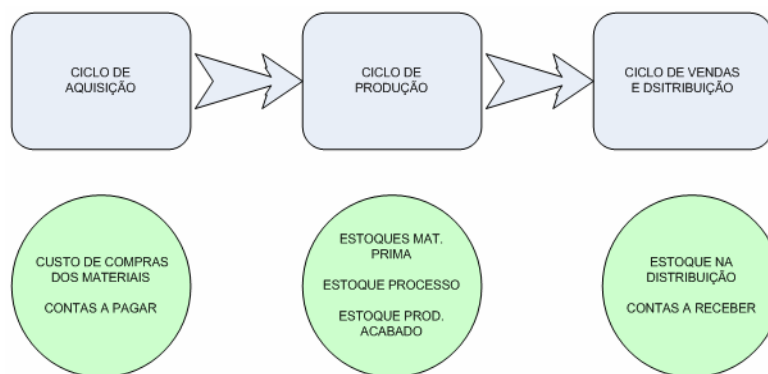 CICLO DE
AQUISIÇÃO
CICLO DE
PRODUÇÃO
CICLO DE VENDAS
E DSITRIBUIÇÃO
CUSTO DE COMPRAS
DOS MATERIAIS
CONTAS A PAGAR
ESTOQUES MAT.
PRIMA
ESTOQUE PROCESSO
ESTOQUE PROD.
ACABADO
ESTOQUE NA
DISTRIBUIÇÃO
CONTAS A RECEBER